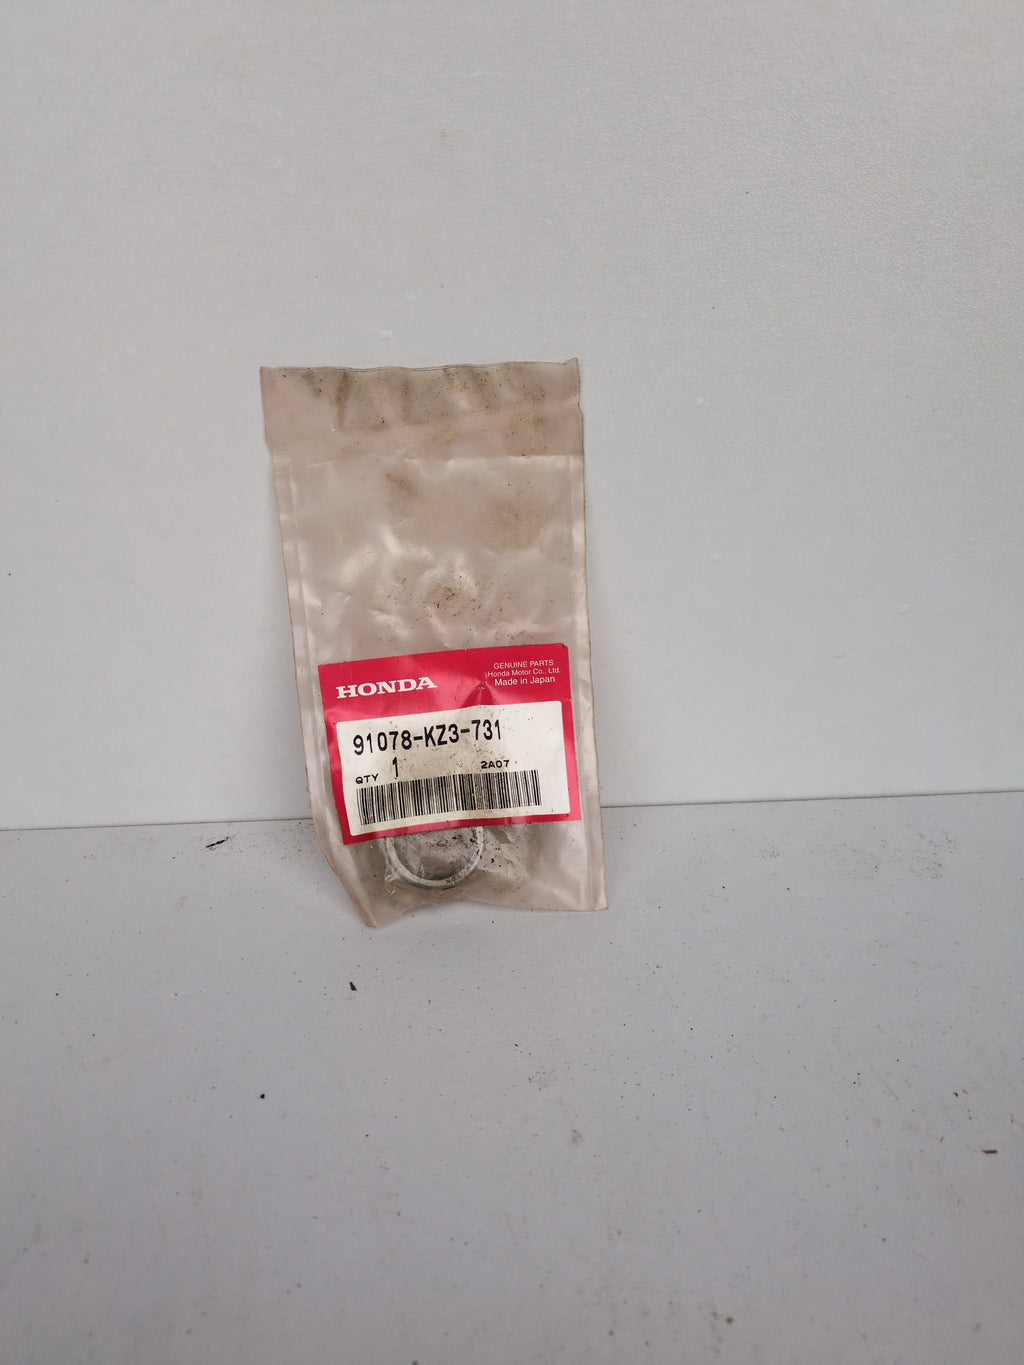 HONDA
GENUINE PARTS
Honda Motor Co., Ltd.
Made in Japan
91078-KZ3-731
QTY 1 2A07